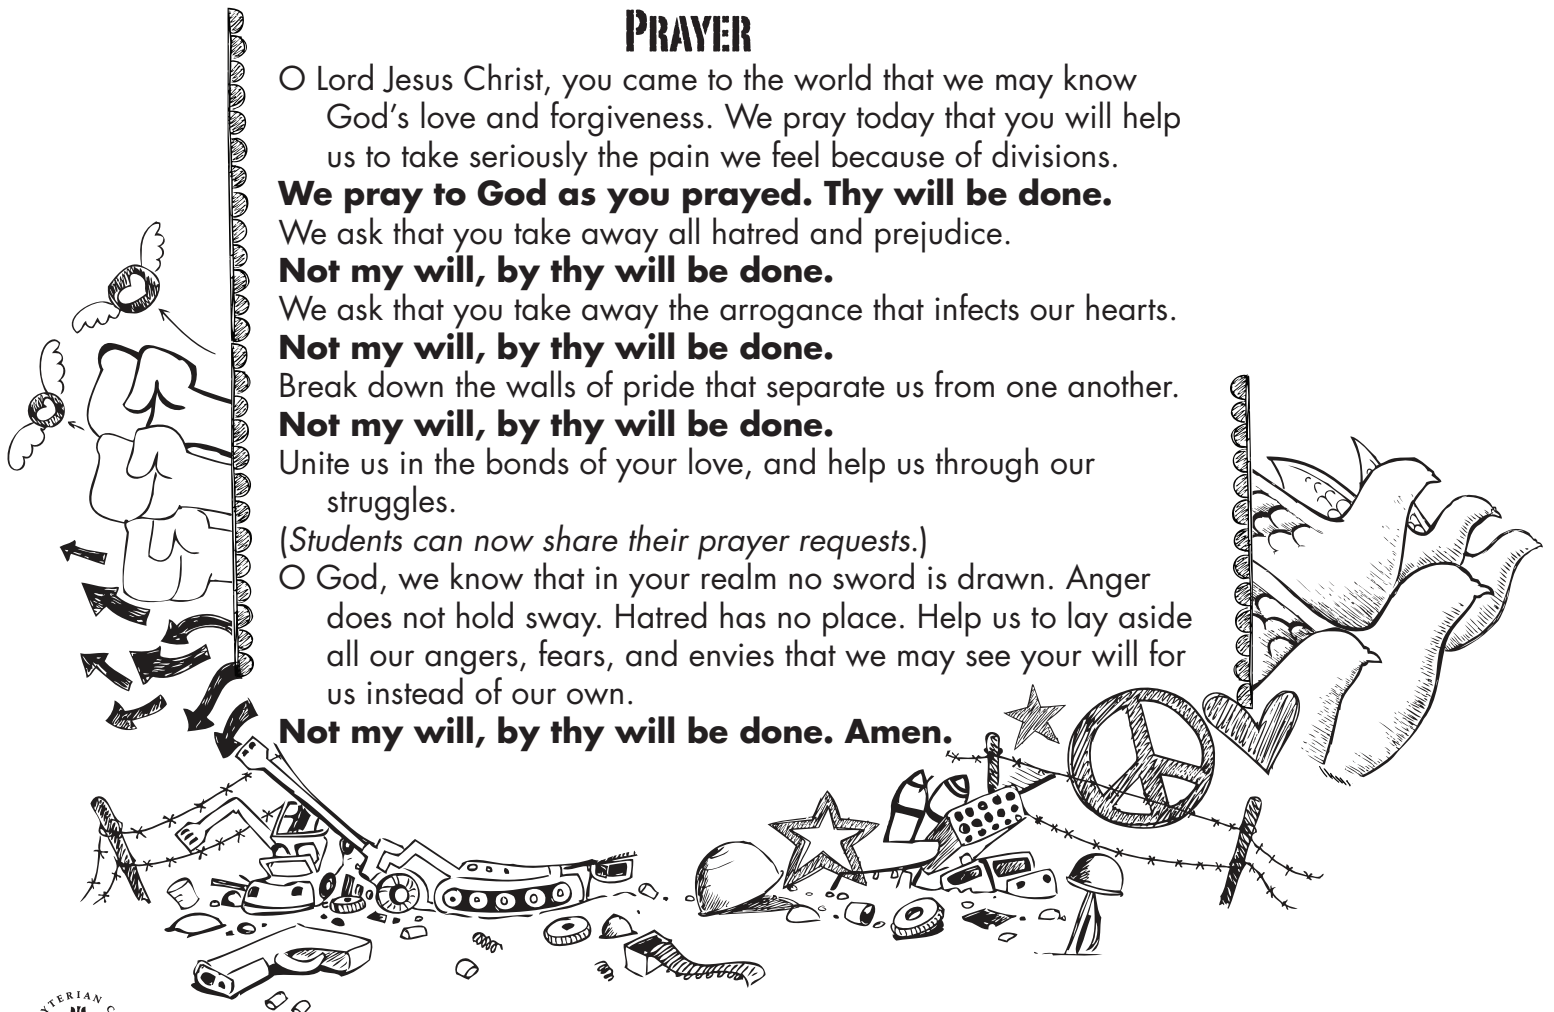 PRAYER
O Lord Jesus Christ, you came to the world that we may know
God’s love and forgiveness. We pray today that you will help
us to take seriously the pain we feel because of divisions.
We pray to God as you prayed. Thy will be done.
We ask that you take away all hatred and prejudice.
Not my will, by thy will be done.
We ask that you take away the arrogance that infects our hearts.
Not my will, by thy will be done.
Break down the walls of pride that separate us from one another.
Not my will, by thy will be done.
Unite us in the bonds of your love, and help us through our
struggles.
(Students can now share their prayer requests.)
O God, we know that in your realm no sword is drawn. Anger
does not hold sway. Hatred has no place. Help us to lay aside
all our angers, fears, and envies that we may see your will for
us instead of our own.
Not my will, by thy will be done. Amen.